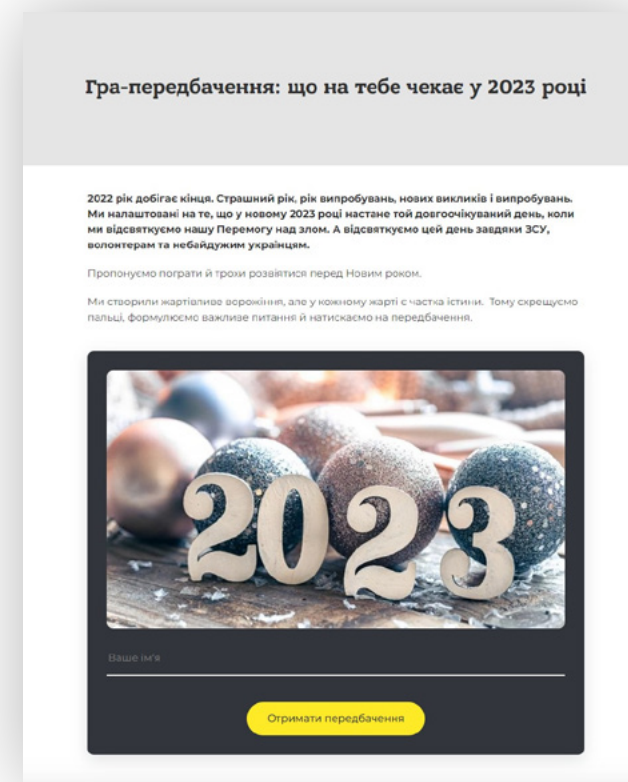 Гра-передбачення: що на тебе чекає у 2023 році
2022 рік добігає кінця. Страшний рік, рік випробувань, нових викликів і випробувань.
Ми налаштовані на те, що у новому 2023 році настане той довгоочікуваний день, коли
ми відсвяткуємо нашу Перемогу над злом. А відсвяткуємо цей день завдяки ЗСУ,
волонтерам та небайдужим українцям.
Пропонуємо пограти й трохи розвіятися перед Новим роком.
Ми створили жартівливе ворожіння, але у кожному жарті є частка істини. Тому схрещуємо
пальці, формулюємо важливе питання й натискаємо на передбачення.
2023
Ваше ім'я
Отримати передбачення